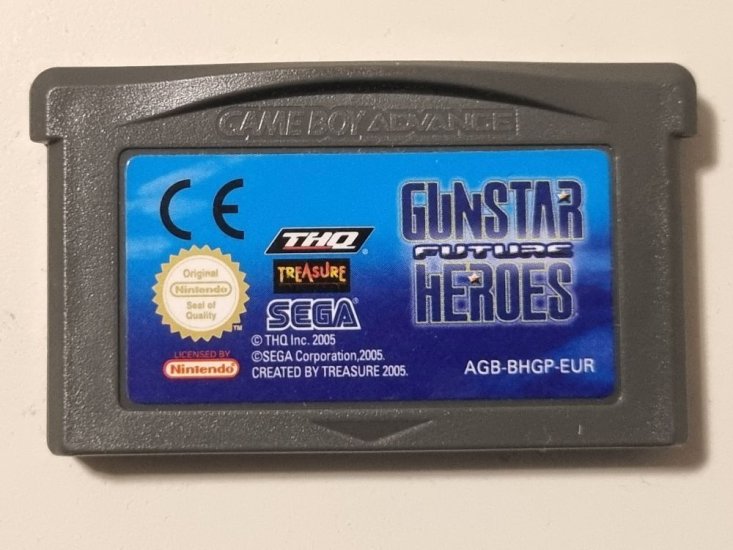 GAME BOY ADVANCE
CE
THQ
TREASURE
SEGA
GUNSTAR
FUTURE
HEROES
Original
Nintendo
Seal of
Quality
TM
LICENSED BY
Nintendo
© THQ Inc. 2005
©SEGA Corporation,2005.
CREATED BY TREASURE 2005.
AGB-BHGP-EUR